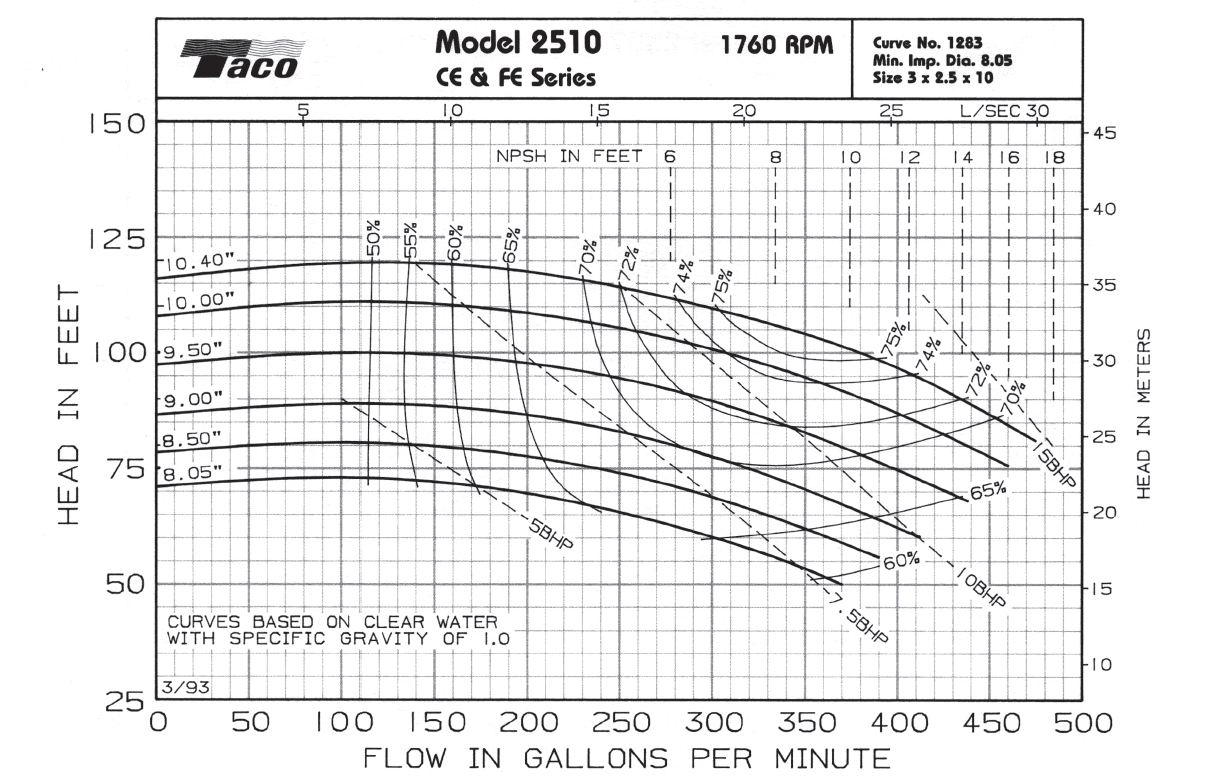 Taco
Model 2510
CE & FE Series
1760 RPM
Curve No. 1283
Min. Imp. Dia. 8.05
Size 3 x 2.5 x 10
5 10 15 20 25 L/SEC 30
150 125 100 75 50 25
HEAD IN FEET
45 40 35 30 25 20 15 10
HEAD IN METERS
NPSH IN FEET 6 8 10 12 14 16 18
50% 55% 60% 65% 70% 72% 74% 75%
75% 74% 72% 70% 65% 60%
10.40"
10.00"
9.50"
9.00"
8.50"
8.05"
5BHP
7.5BHP
10BHP
15BHP
CURVES BASED ON CLEAR WATER
WITH SPECIFIC GRAVITY OF 1.0
3/93
0 50 100 150 200 250 300 350 400 450 500
FLOW IN GALLONS PER MINUTE